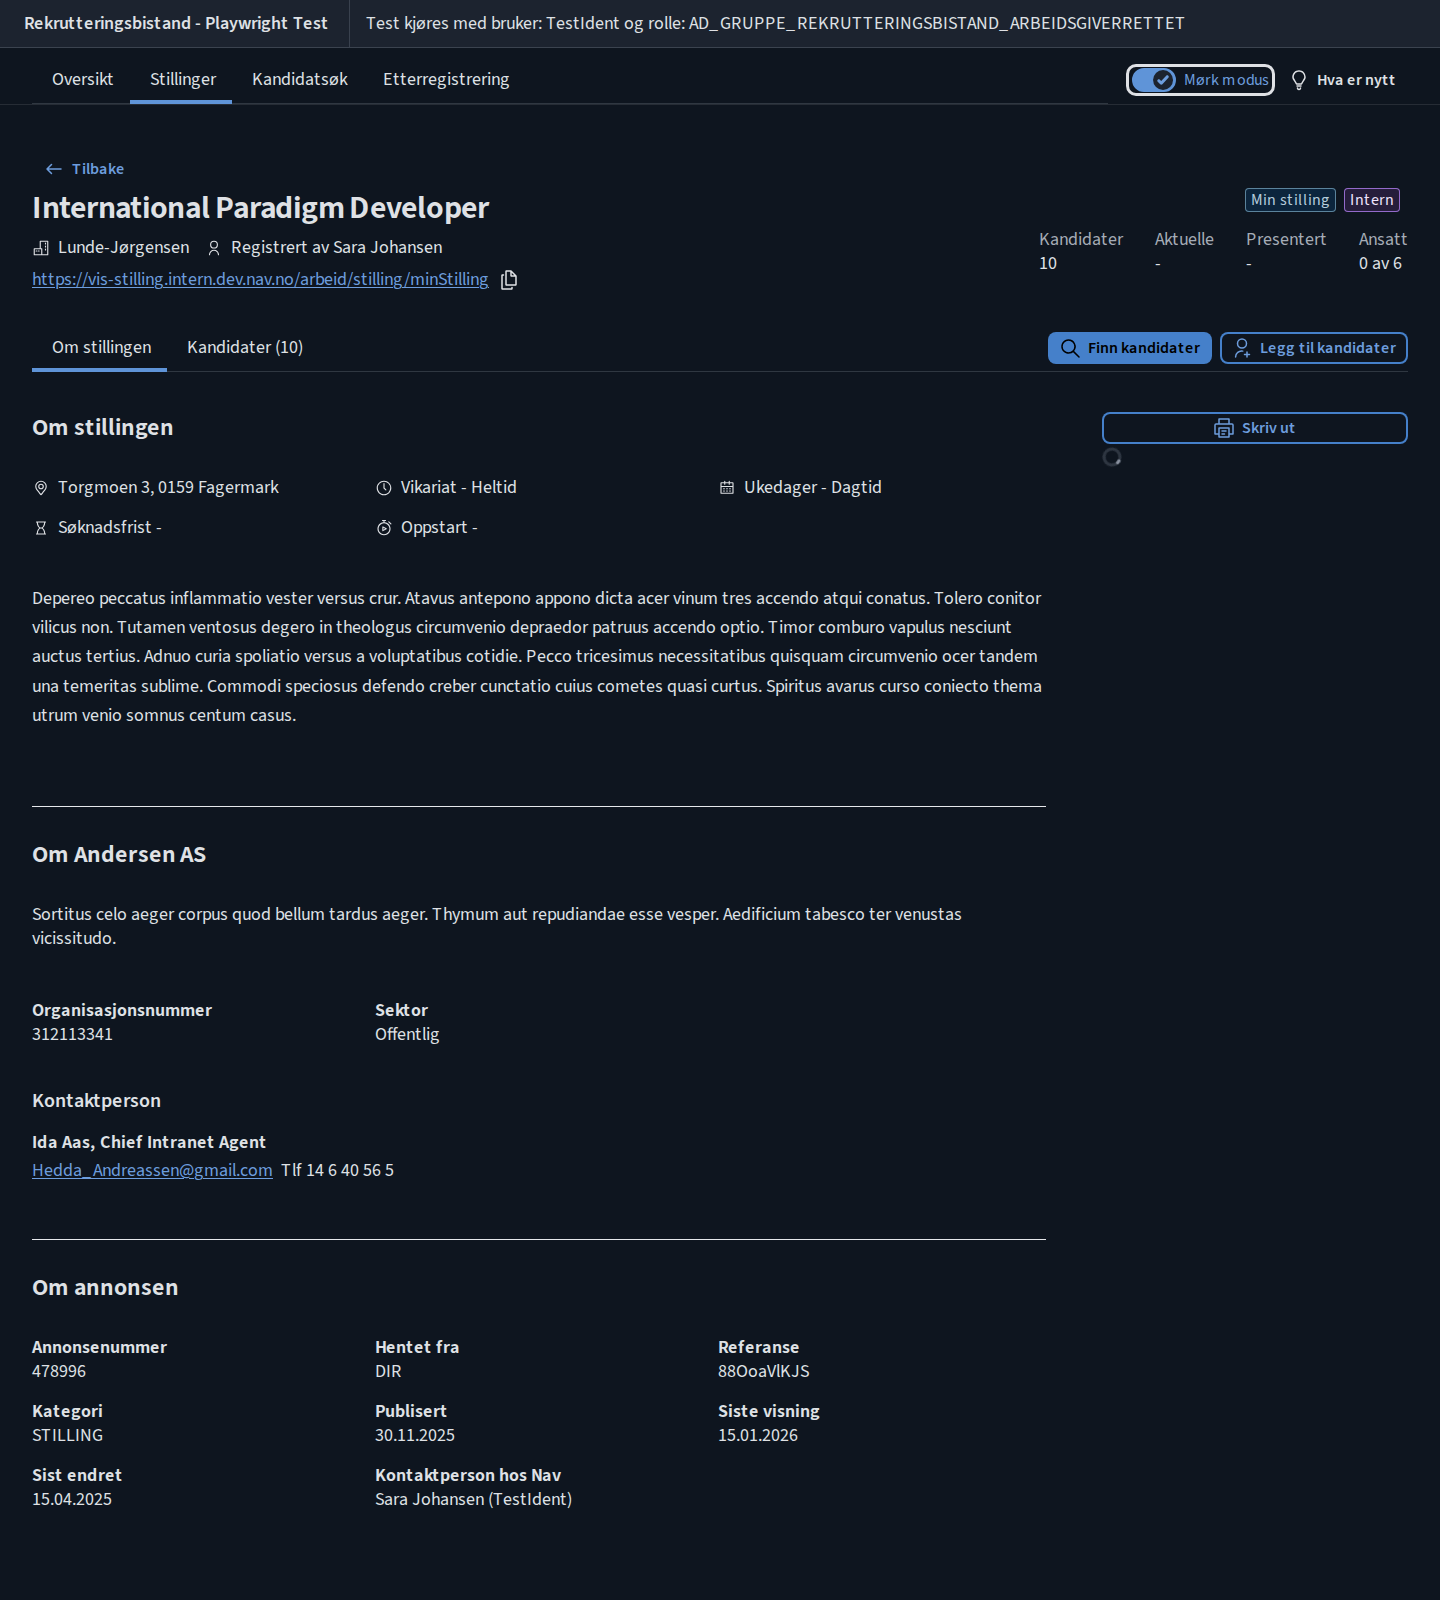 Rekrutteringsbistand - Playwright Test
Test kjøres med bruker: TestIdent og rolle: AD_GRUPPE_REKRUTTERINGSBISTAND_ARBEIDSGIVERRETTET
Oversikt
Stillinger
Kandidatsøk
Etterregistrering
Mørk modus
Hva er nytt
Tilbake
International Paradigm Developer
Min stilling
Intern
Lunde-Jørgensen
Registrert av Sara Johansen
https://vis-stilling.intern.dev.nav.no/arbeid/stilling/minStilling
Kandidater
10
Aktuelle
-
Presentert
-
Ansatt
0 av 6
Om stillingen
Kandidater (10)
Finn kandidater
Legg til kandidater
Om stillingen
Skriv ut
Torgmoen 3, 0159 Fagermark
Vikariat - Heltid
Ukedager - Dagtid
Søknadsfrist -
Oppstart -
Depereo peccatus inflammatio vester versus crur. Atavus antepono appono dicta acer vinum tres accendo atqui conatus. Tolero conitor
vilicus non. Tutamen ventosus degero in theologus circumvenio depraedor patruus accendo optio. Timor comburo vapulus nesciunt
auctus tertius. Adnuo curia spoliatio versus a voluptatibus cotidie. Pecco tricesimus necessitatibus quisquam circumvenio ocer tandem
una temeritas sublime. Commodi speciosus defendo creber cunctatio cuius cometes quasi curtus. Spiritus avarus curso coniecto thema
utrum venio somnus centum casus.
Om Andersen AS
Sortitus celo aeger corpus quod bellum tardus aeger. Thymum aut repudiandae esse vesper. Aedificium tabesco ter venustas
vicissitudo.
Organisasjonsnummer
312113341
Sektor
Offentlig
Kontaktperson
Ida Aas, Chief Intranet Agent
Hedda_Andreassen@gmail.com Tlf 14 6 40 56 5
Om annonsen
Annonsenummer
478996
Hentet fra
DIR
Referanse
88OoaVlKJS
Kategori
STILLING
Publisert
30.11.2025
Siste visning
15.01.2026
Sist endret
15.04.2025
Kontaktperson hos Nav
Sara Johansen (TestIdent)